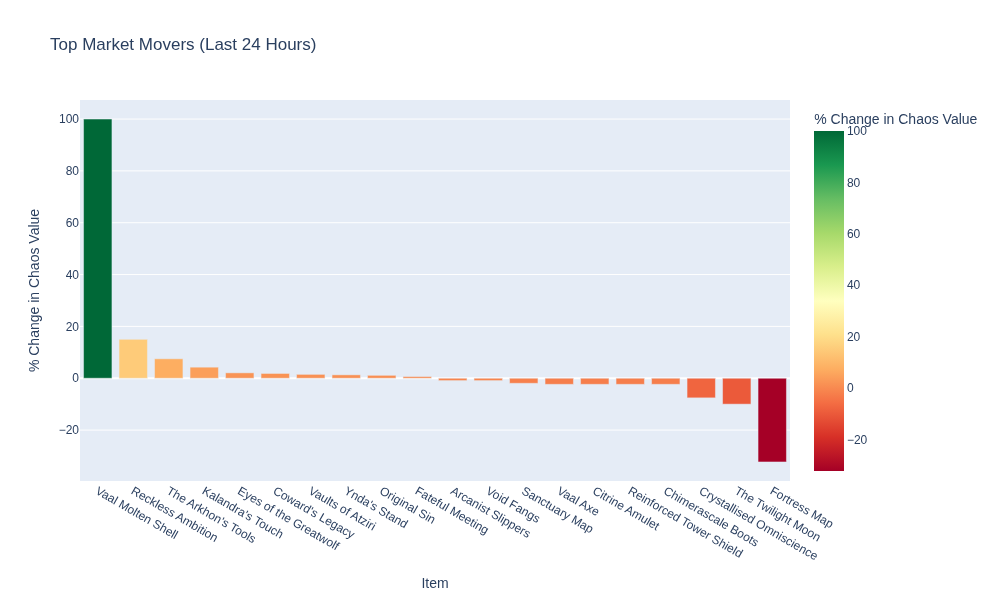 Top Market Movers (Last 24 Hours)
% Change in Chaos Value
100
80
60
40
20
0
−20
% Change in Chaos Value
100
80
60
40
20
0
−20
Vaal Molten Shell
Reckless Ambition
The Arkhon's Tools
Kalandra's Touch
Eyes of the Greatwolf
Coward's Legacy
Vaults of Atziri
Ynda's Stand
Original Sin
Fateful Meeting
Arcanist Slippers
Void Fangs
Sanctuary Map
Vaal Axe
Citrine Amulet
Reinforced Tower Shield
Chimerascale Boots
Crystallised Omniscience
The Twilight Moon
Fortress Map
Item